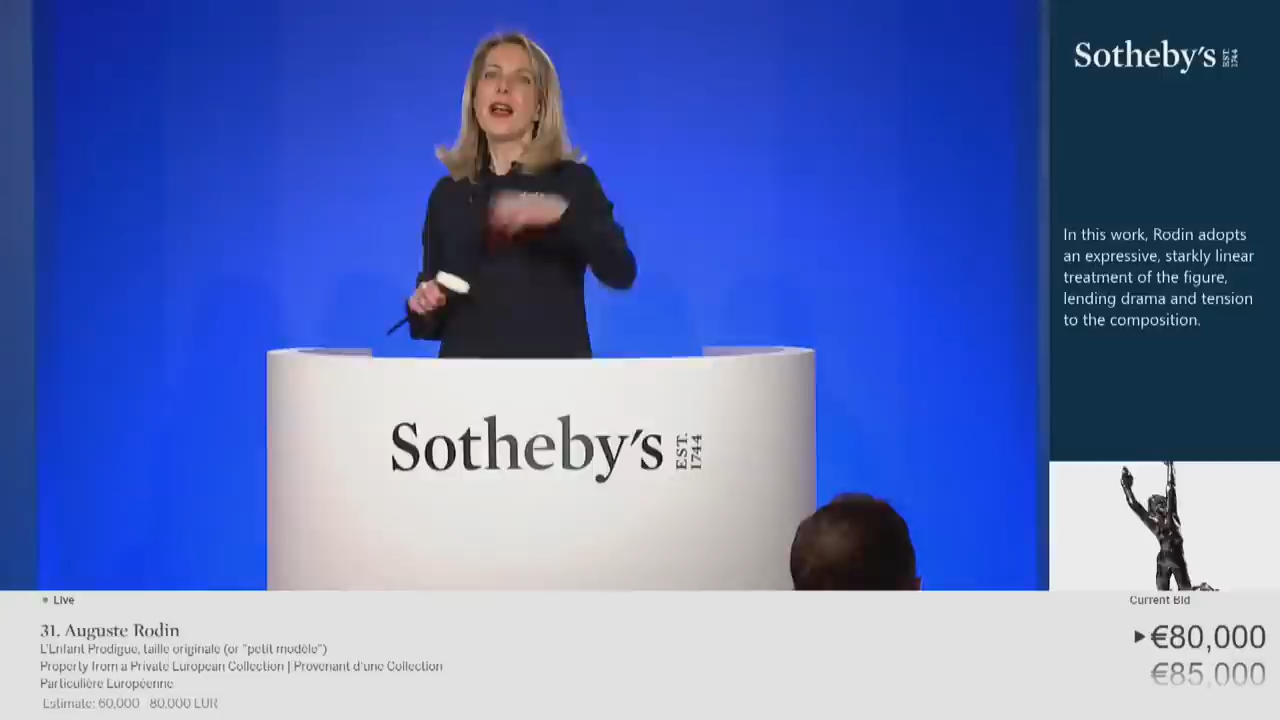 Sotheby's EST. 1744
In this work, Rodin adopts
an expressive, starkly linear
treatment of the figure,
lending drama and tension
to the composition.
Sotheby's EST. 1744
Live
31. Auguste Rodin
L'Enfant Prodigue, taille originale (or "petit modèle")
Property from a Private European Collection | Provenant d'une Collection
Particulière Européenne
Estimate: 60,000 - 80,000 EUR
Current Bid
€80,000
€85,000